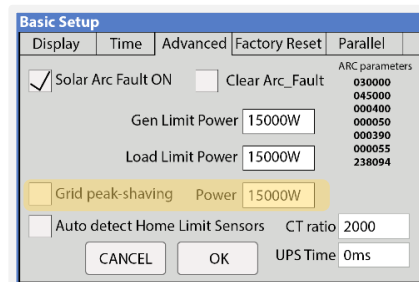 Basic Setup
Display Time Advanced Factory Reset Parallel
ARC parameters
Solar Arc Fault ON Clear Arc_Fault
030000
045000
000400
000050
000390
000055
238094
Gen Limit Power 15000W
Load Limit Power 15000W
Grid peak-shaving Power 15000W
Auto detect Home Limit Sensors CT ratio 2000
CANCEL OK UPS Time 0ms